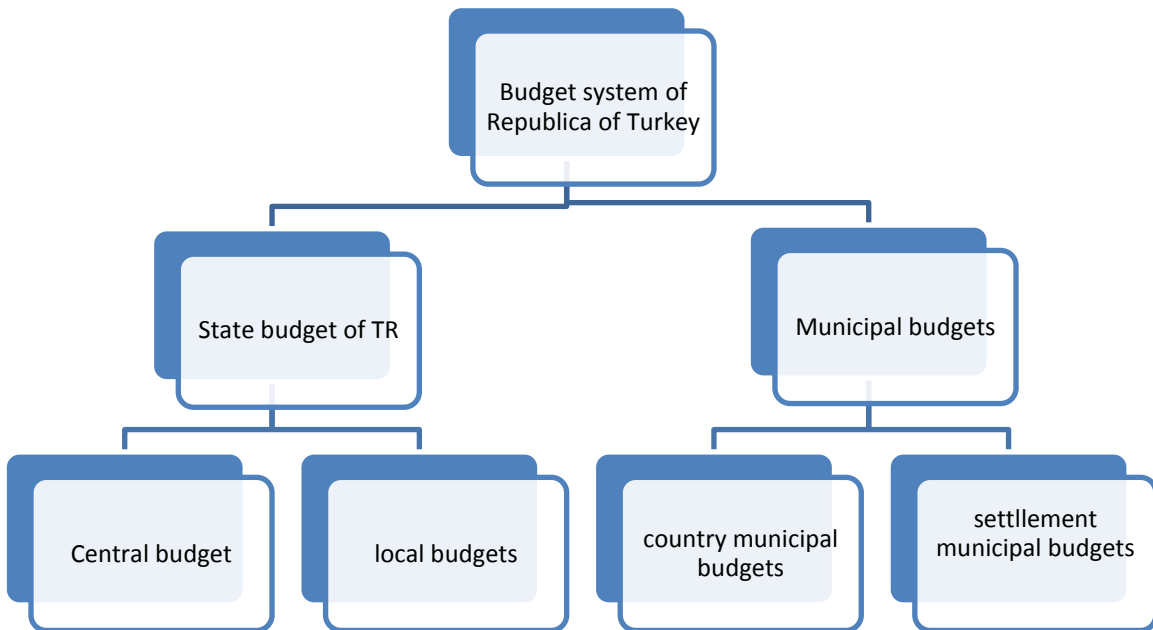 Budget system of
Republica of Turkey
State budget of TR
Municipal budgets
Central budget
local budgets
country municipal
budgets
settllement
municipal budgets